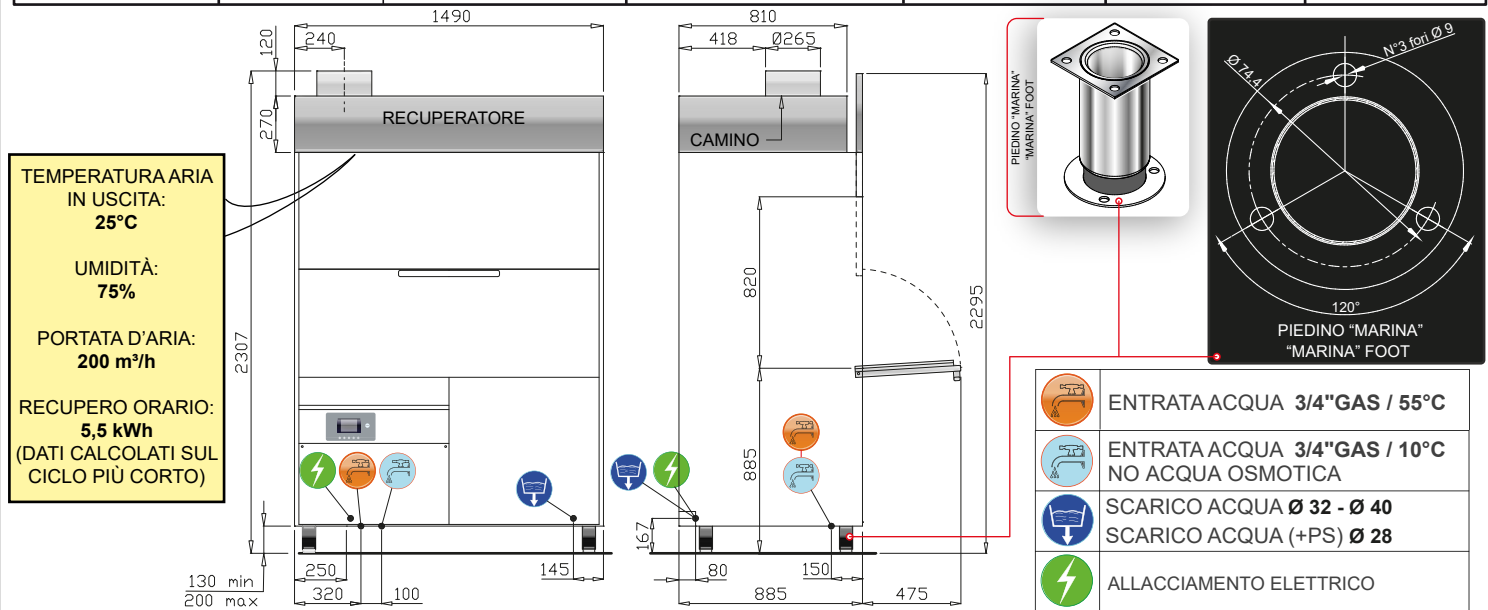 1490
810
240
120
418
Ø265
270
RECUPERATORE
CAMINO
TEMPERATURA ARIA
IN USCITA:
25°C
UMIDITÀ:
75%
PORTATA D'ARIA:
200 m³/h
RECUPERO ORARIO:
5,5 kWh
(DATI CALCOLATI SUL
CICLO PIÙ CORTO)
2307
820
885
2295
167
130 min
200 max
250
320
100
145
80
150
885
475
PIEDINO "MARINA"
"MARINA" FOOT
Ø 74.4
N°3 fori Ø 9
120°
PIEDINO “MARINA”
“MARINA” FOOT
ENTRATA ACQUA 3/4"GAS / 55°C
ENTRATA ACQUA 3/4"GAS / 10°C
NO ACQUA OSMOTICA
SCARICO ACQUA Ø 32 - Ø 40
SCARICO ACQUA (+PS) Ø 28
ALLACCIAMENTO ELETTRICO